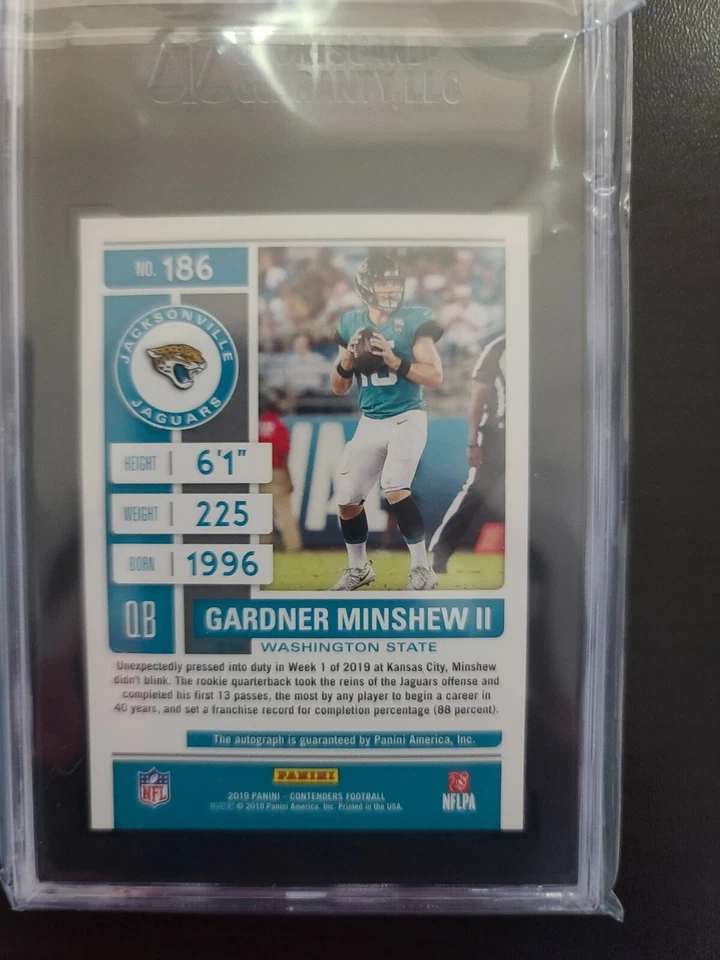 SPORTSCARD
GUARANTY, LLC
NO. 186
JACKSONVILLE
JAGUARS
HEIGHT 6'1"
WEIGHT 225
BORN 1996
QB
GARDNER MINSHEW II
WASHINGTON STATE
Unexpectedly pressed into duty in Week 1 of 2019 at Kansas City, Minshew
didn't blink. The rookie quarterback took the reins of the Jaguars offense and
completed his first 13 passes, the most by any player to begin a career in
40 years, and set a franchise record for completion percentage (88 percent).
The autograph is guaranteed by Panini America, Inc.
NFL
PANINI
2019 PANINI - CONTENDERS FOOTBALL
© 2019 Panini America, Inc. Printed in the USA.
NFLPA